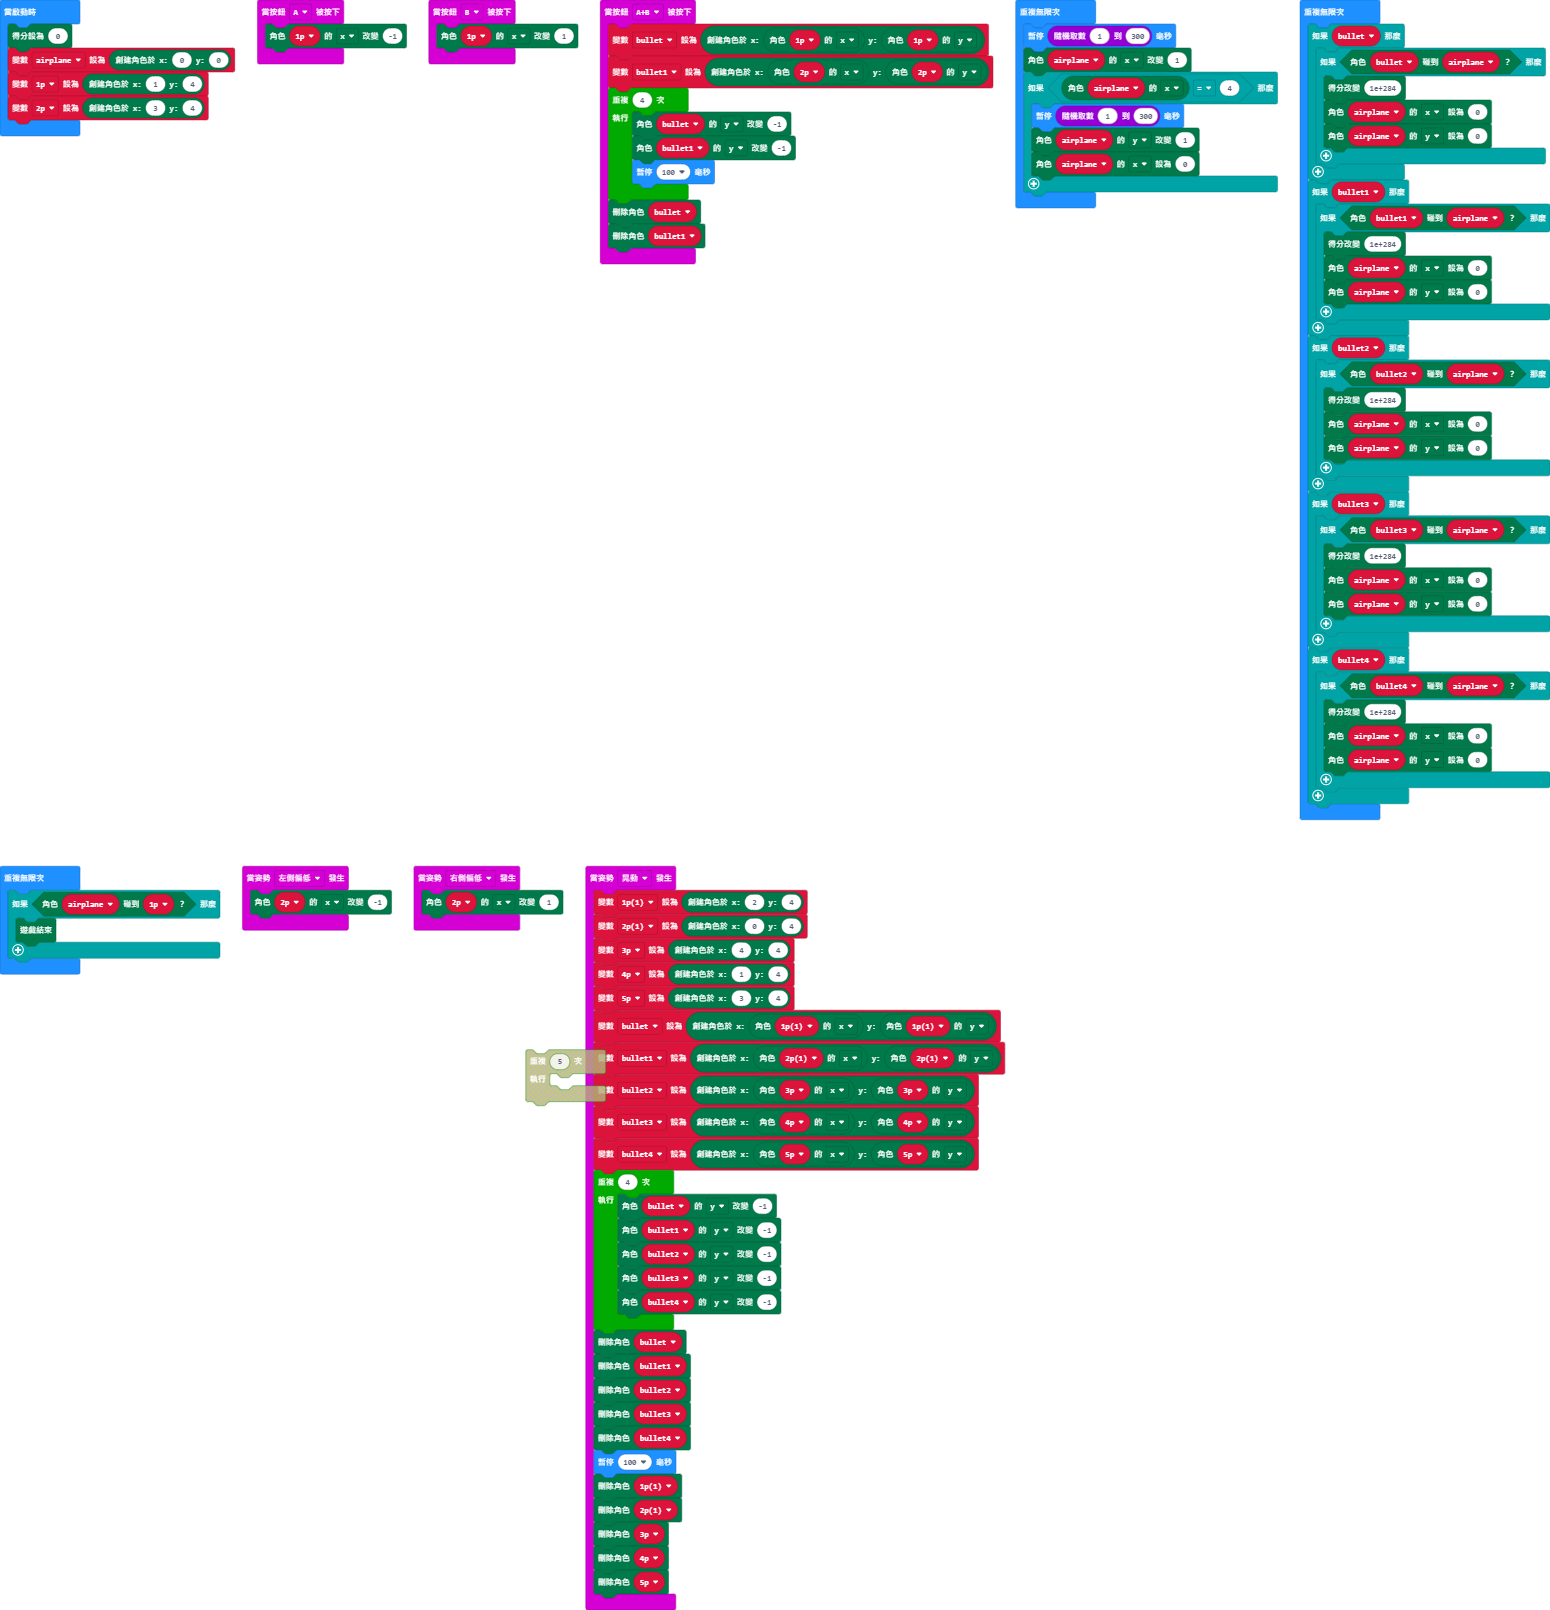 當啟動時
得分設為 0
變數 airplane 設為 創建角色於 x: 0 y: 0
變數 1p 設為 創建角色於 x: 1 y: 4
變數 2p 設為 創建角色於 x: 3 y: 4
當按鈕 A 被按下
角色 1p 的 x 改變 -1
當按鈕 B 被按下
角色 1p 的 x 改變 1
當按鈕 A+B 被按下
變數 bullet 設為 創建角色於 x: 角色 1p 的 x y: 角色 1p 的 y
變數 bullet1 設為 創建角色於 x: 角色 2p 的 x y: 角色 2p 的 y
重複 4 次
執行
角色 bullet 的 y 改變 -1
角色 bullet1 的 y 改變 -1
暫停 100 毫秒
刪除角色 bullet
刪除角色 bullet1
重複無限次
暫停 隨機取數 1 到 300 毫秒
角色 airplane 的 x 改變 1
如果 角色 airplane 的 x = 4 那麼
暫停 隨機取數 1 到 300 毫秒
角色 airplane 的 y 改變 1
角色 airplane 的 x 設為 0
重複無限次
如果 bullet 那麼
如果 角色 bullet 碰到 airplane ? 那麼
得分改變 1e+284
角色 airplane 的 x 設為 0
角色 airplane 的 y 設為 0
如果 bullet1 那麼
如果 角色 bullet1 碰到 airplane ? 那麼
得分改變 1e+284
角色 airplane 的 x 設為 0
角色 airplane 的 y 設為 0
如果 bullet2 那麼
如果 角色 bullet2 碰到 airplane ? 那麼
得分改變 1e+284
角色 airplane 的 x 設為 0
角色 airplane 的 y 設為 0
如果 bullet3 那麼
如果 角色 bullet3 碰到 airplane ? 那麼
得分改變 1e+284
角色 airplane 的 x 設為 0
角色 airplane 的 y 設為 0
如果 bullet4 那麼
如果 角色 bullet4 碰到 airplane ? 那麼
得分改變 1e+284
角色 airplane 的 x 設為 0
角色 airplane 的 y 設為 0
重複無限次
如果 角色 airplane 碰到 1p ? 那麼
遊戲結束
當姿勢 左側偏低 發生
角色 2p 的 x 改變 -1
當姿勢 右側偏低 發生
角色 2p 的 x 改變 1
當姿勢 晃動 發生
變數 1p(1) 設為 創建角色於 x: 2 y: 4
變數 2p(1) 設為 創建角色於 x: 0 y: 4
變數 3p 設為 創建角色於 x: 4 y: 4
變數 4p 設為 創建角色於 x: 1 y: 4
變數 5p 設為 創建角色於 x: 3 y: 4
變數 bullet 設為 創建角色於 x: 角色 1p(1) 的 x y: 角色 1p(1) 的 y
重複 5 次
執行
數 bullet1 設為 創建角色於 x: 角色 2p(1) 的 x y: 角色 2p(1) 的 y
變數 bullet2 設為 創建角色於 x: 角色 3p 的 x y: 角色 3p 的 y
變數 bullet3 設為 創建角色於 x: 角色 4p 的 x y: 角色 4p 的 y
變數 bullet4 設為 創建角色於 x: 角色 5p 的 x y: 角色 5p 的 y
重複 4 次
執行
角色 bullet 的 y 改變 -1
角色 bullet1 的 y 改變 -1
角色 bullet2 的 y 改變 -1
角色 bullet3 的 y 改變 -1
角色 bullet4 的 y 改變 -1
刪除角色 bullet
刪除角色 bullet1
刪除角色 bullet2
刪除角色 bullet3
刪除角色 bullet4
暫停 100 毫秒
刪除角色 1p(1)
刪除角色 2p(1)
刪除角色 3p
刪除角色 4p
刪除角色 5p